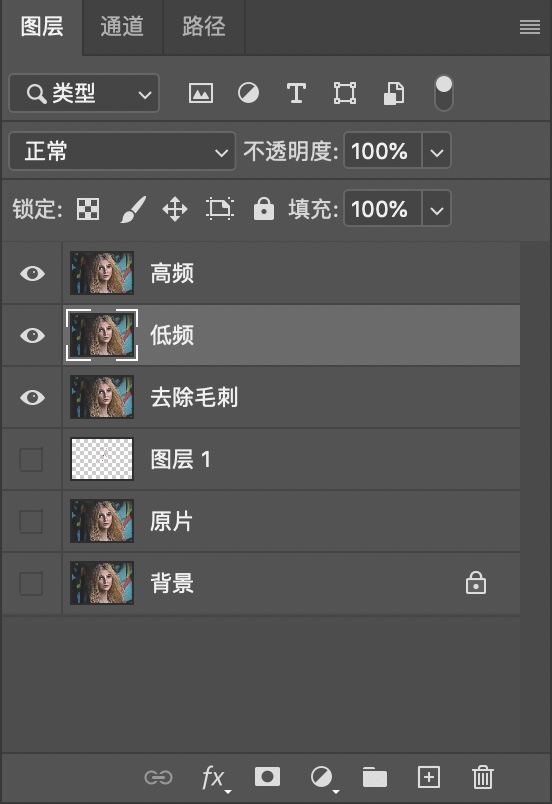 图层 通道 路径
类型
正常 不透明度: 100%
锁定: 填充: 100%
高频
低频
去除毛刺
图层 1
原片
背景
fx